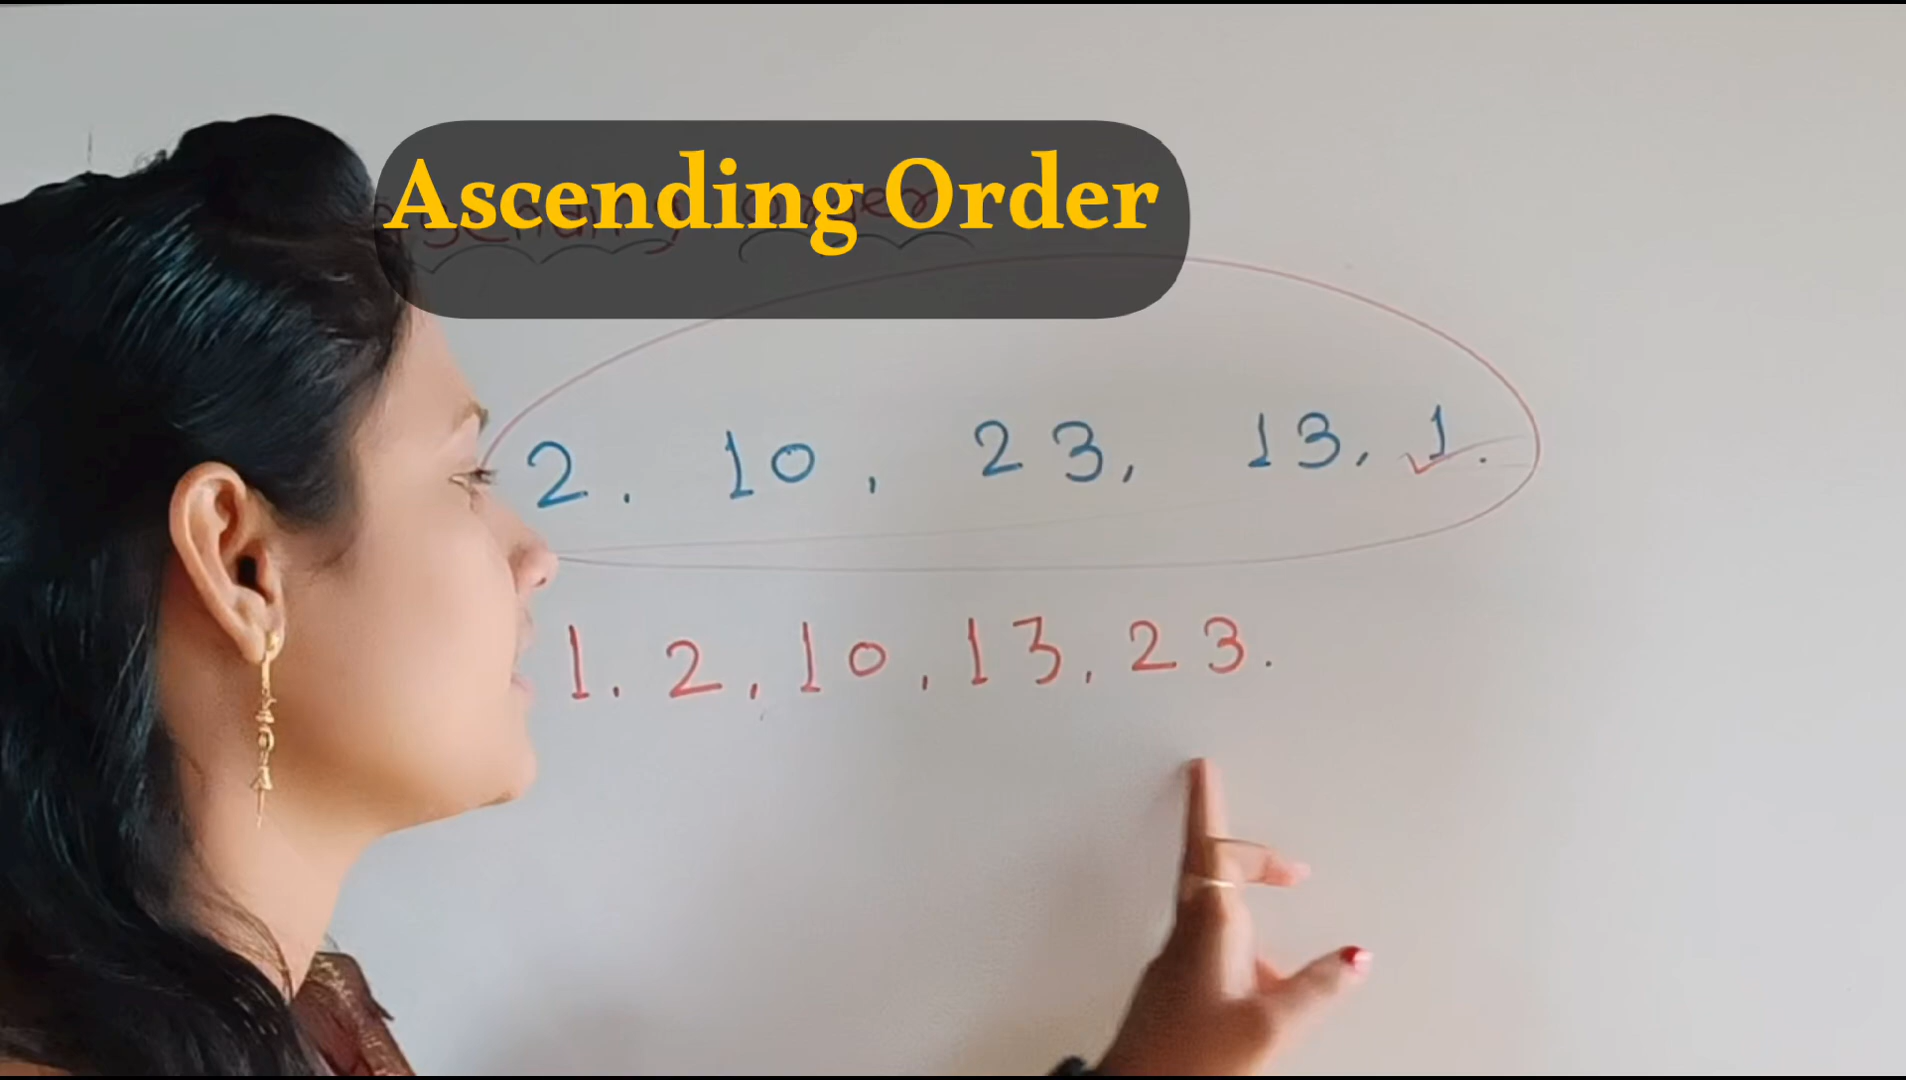 Ascending Order
2. 10, 23, 13, 1.
1. 2, 10, 13, 23.